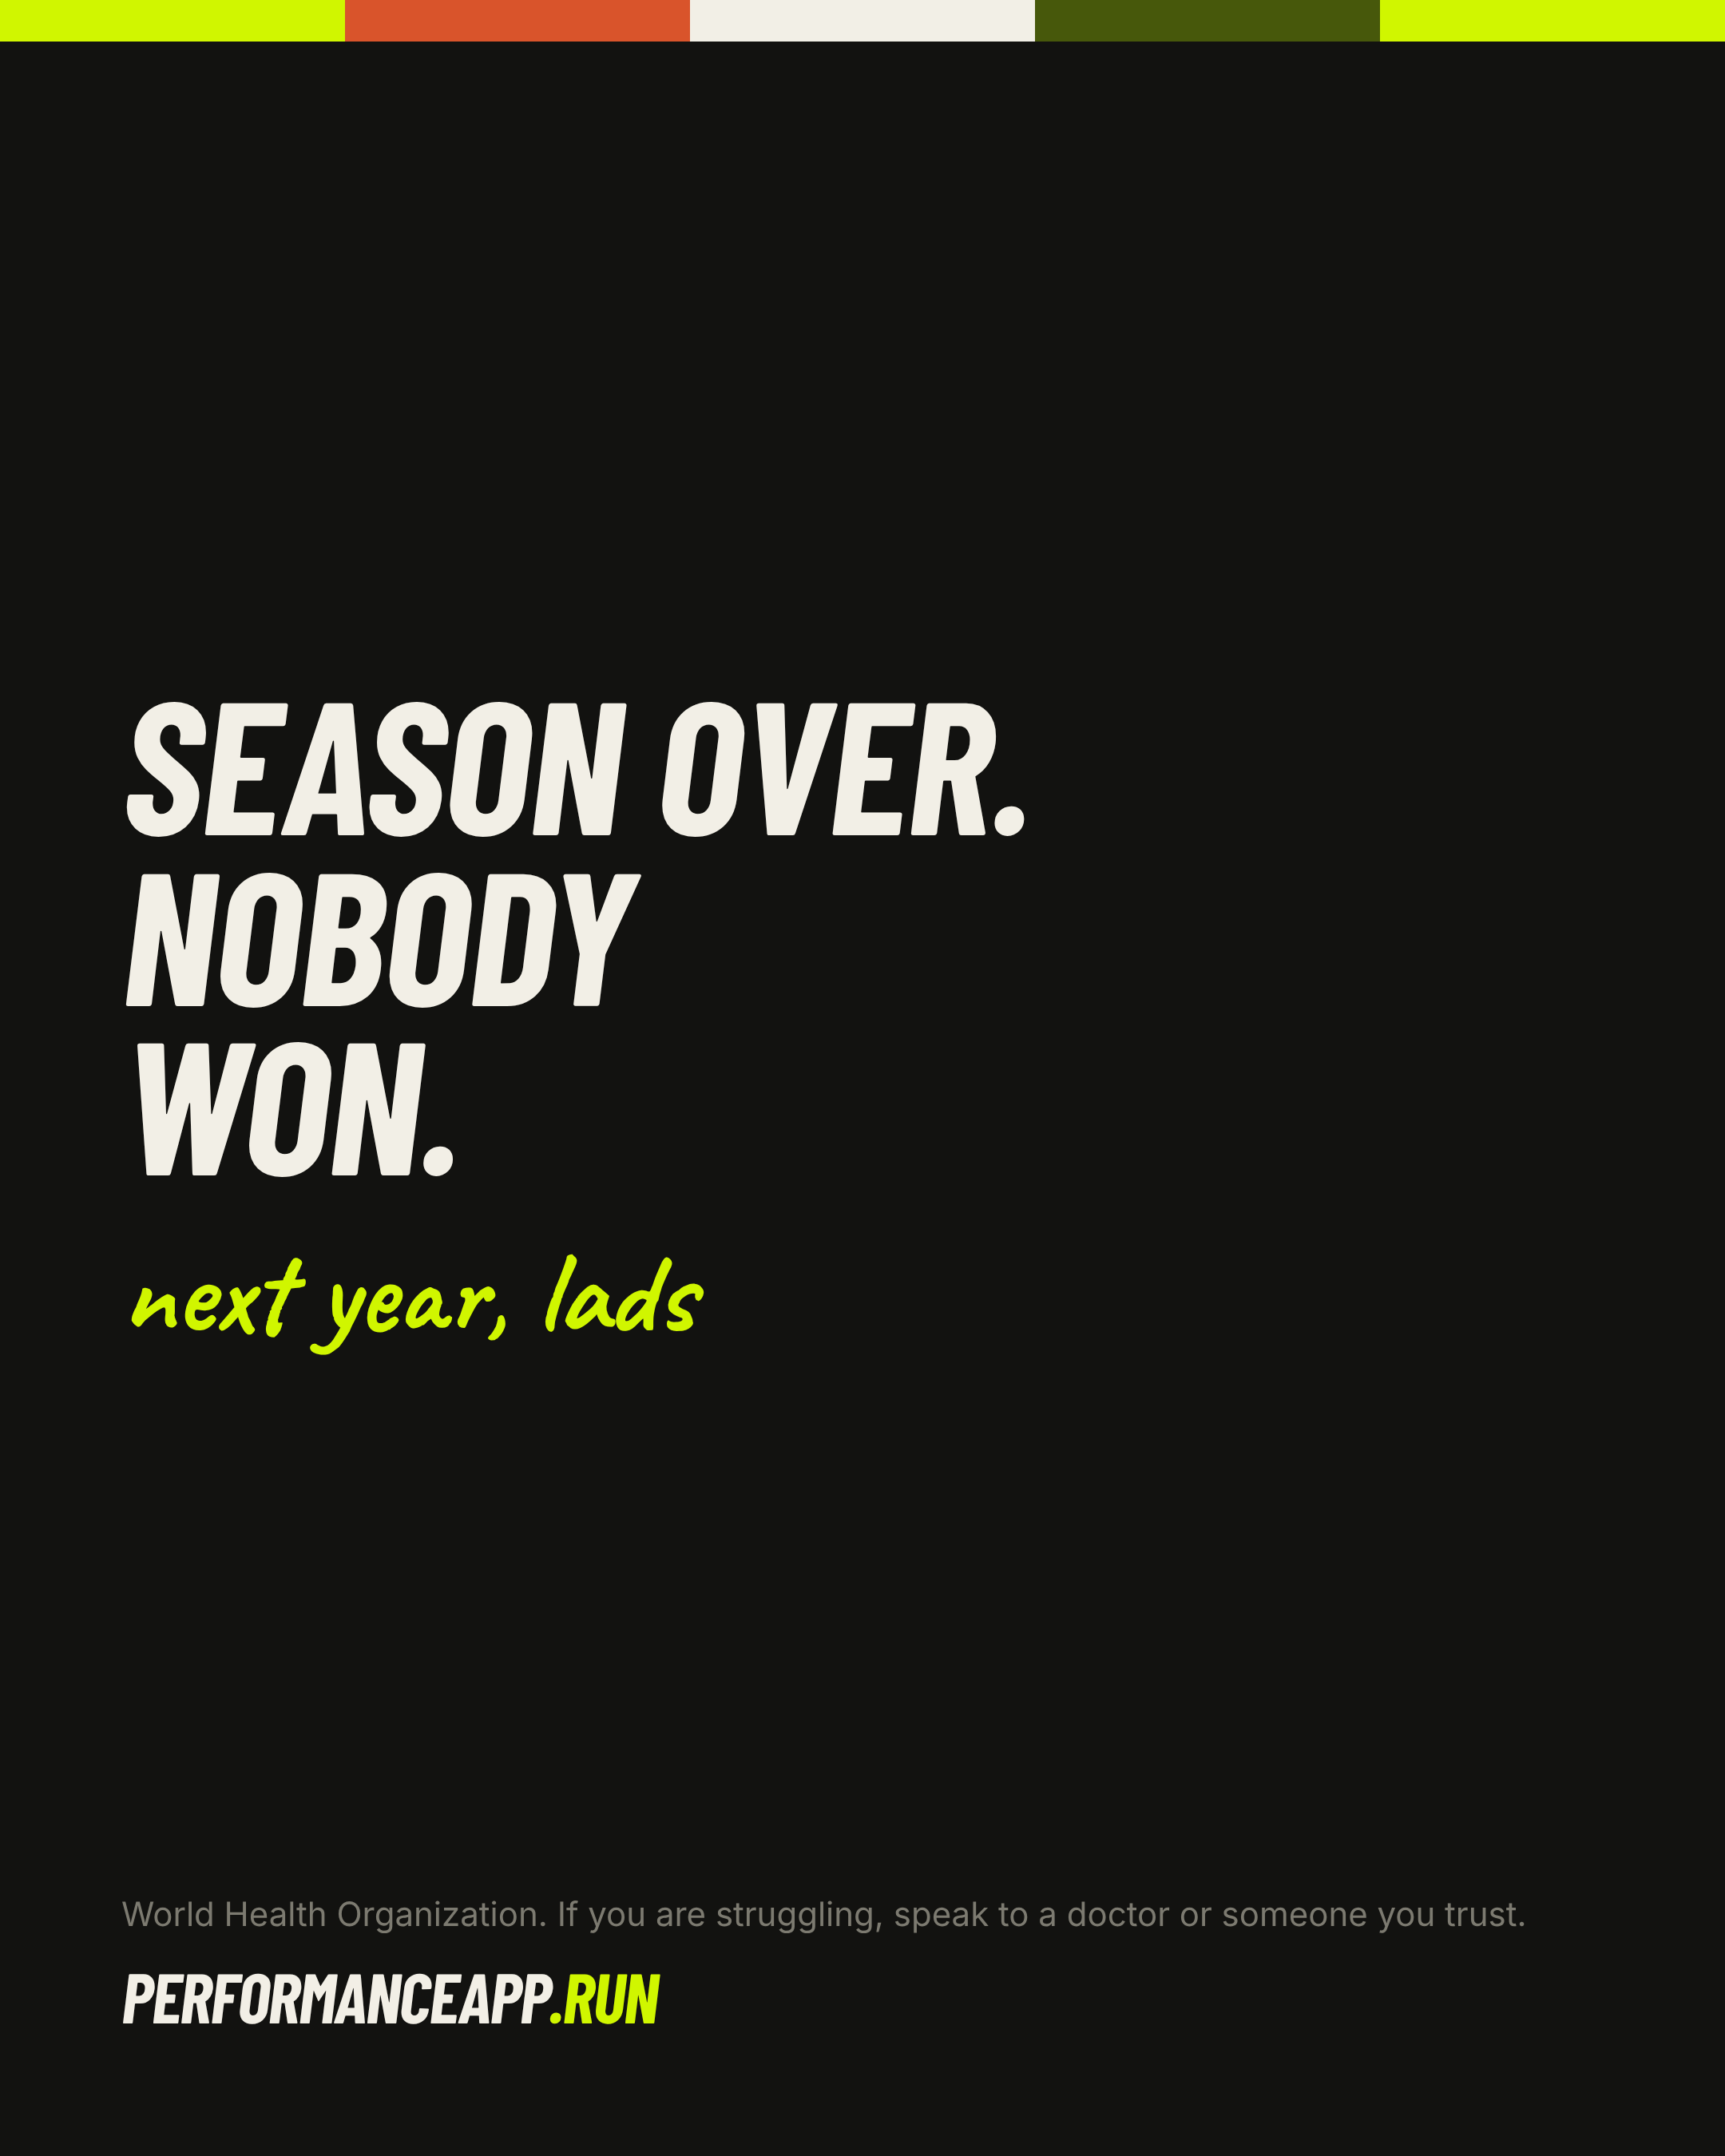 SEASON OVER.
NOBODY
WON.
next year, lads
World Health Organization. If you are struggling, speak to a doctor or someone you trust.
PERFORMANCEAPP.RUN